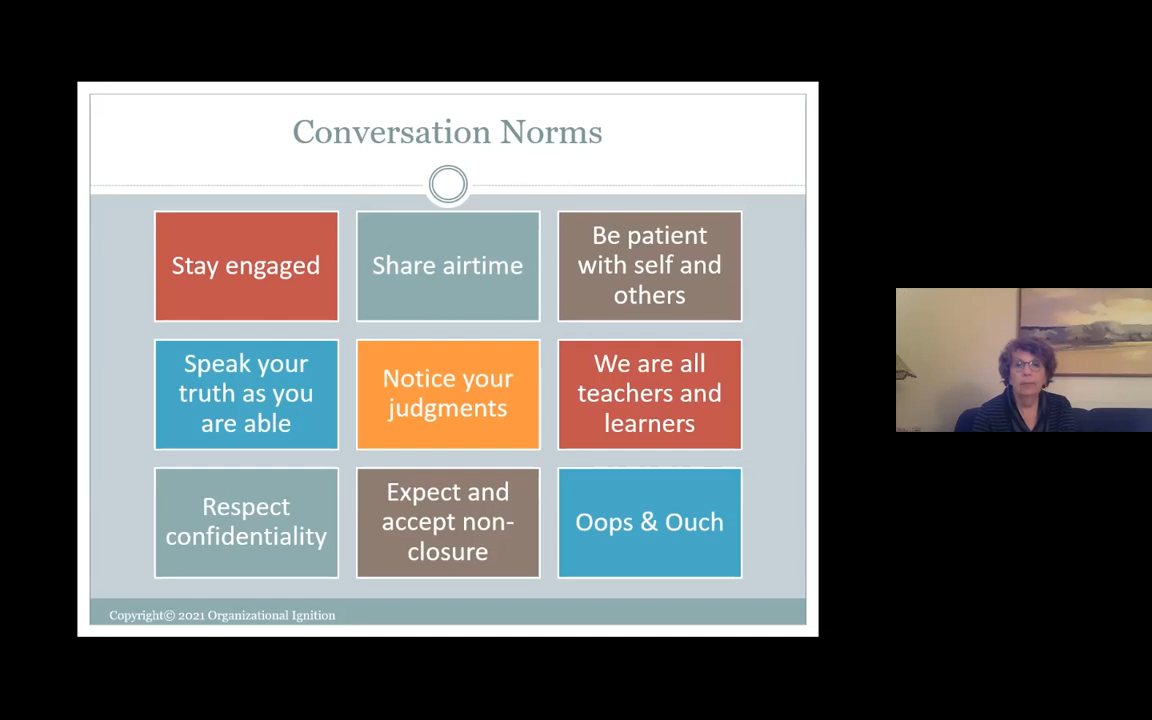 Conversation Norms
Stay engaged
Share airtime
Be patient
with self and
others
Speak your
truth as you
are able
Notice your
judgments
We are all
teachers and
learners
Respect
confidentiality
Expect and
accept non-
closure
Oops & Ouch
Copyright© 2021 Organizational Ignition